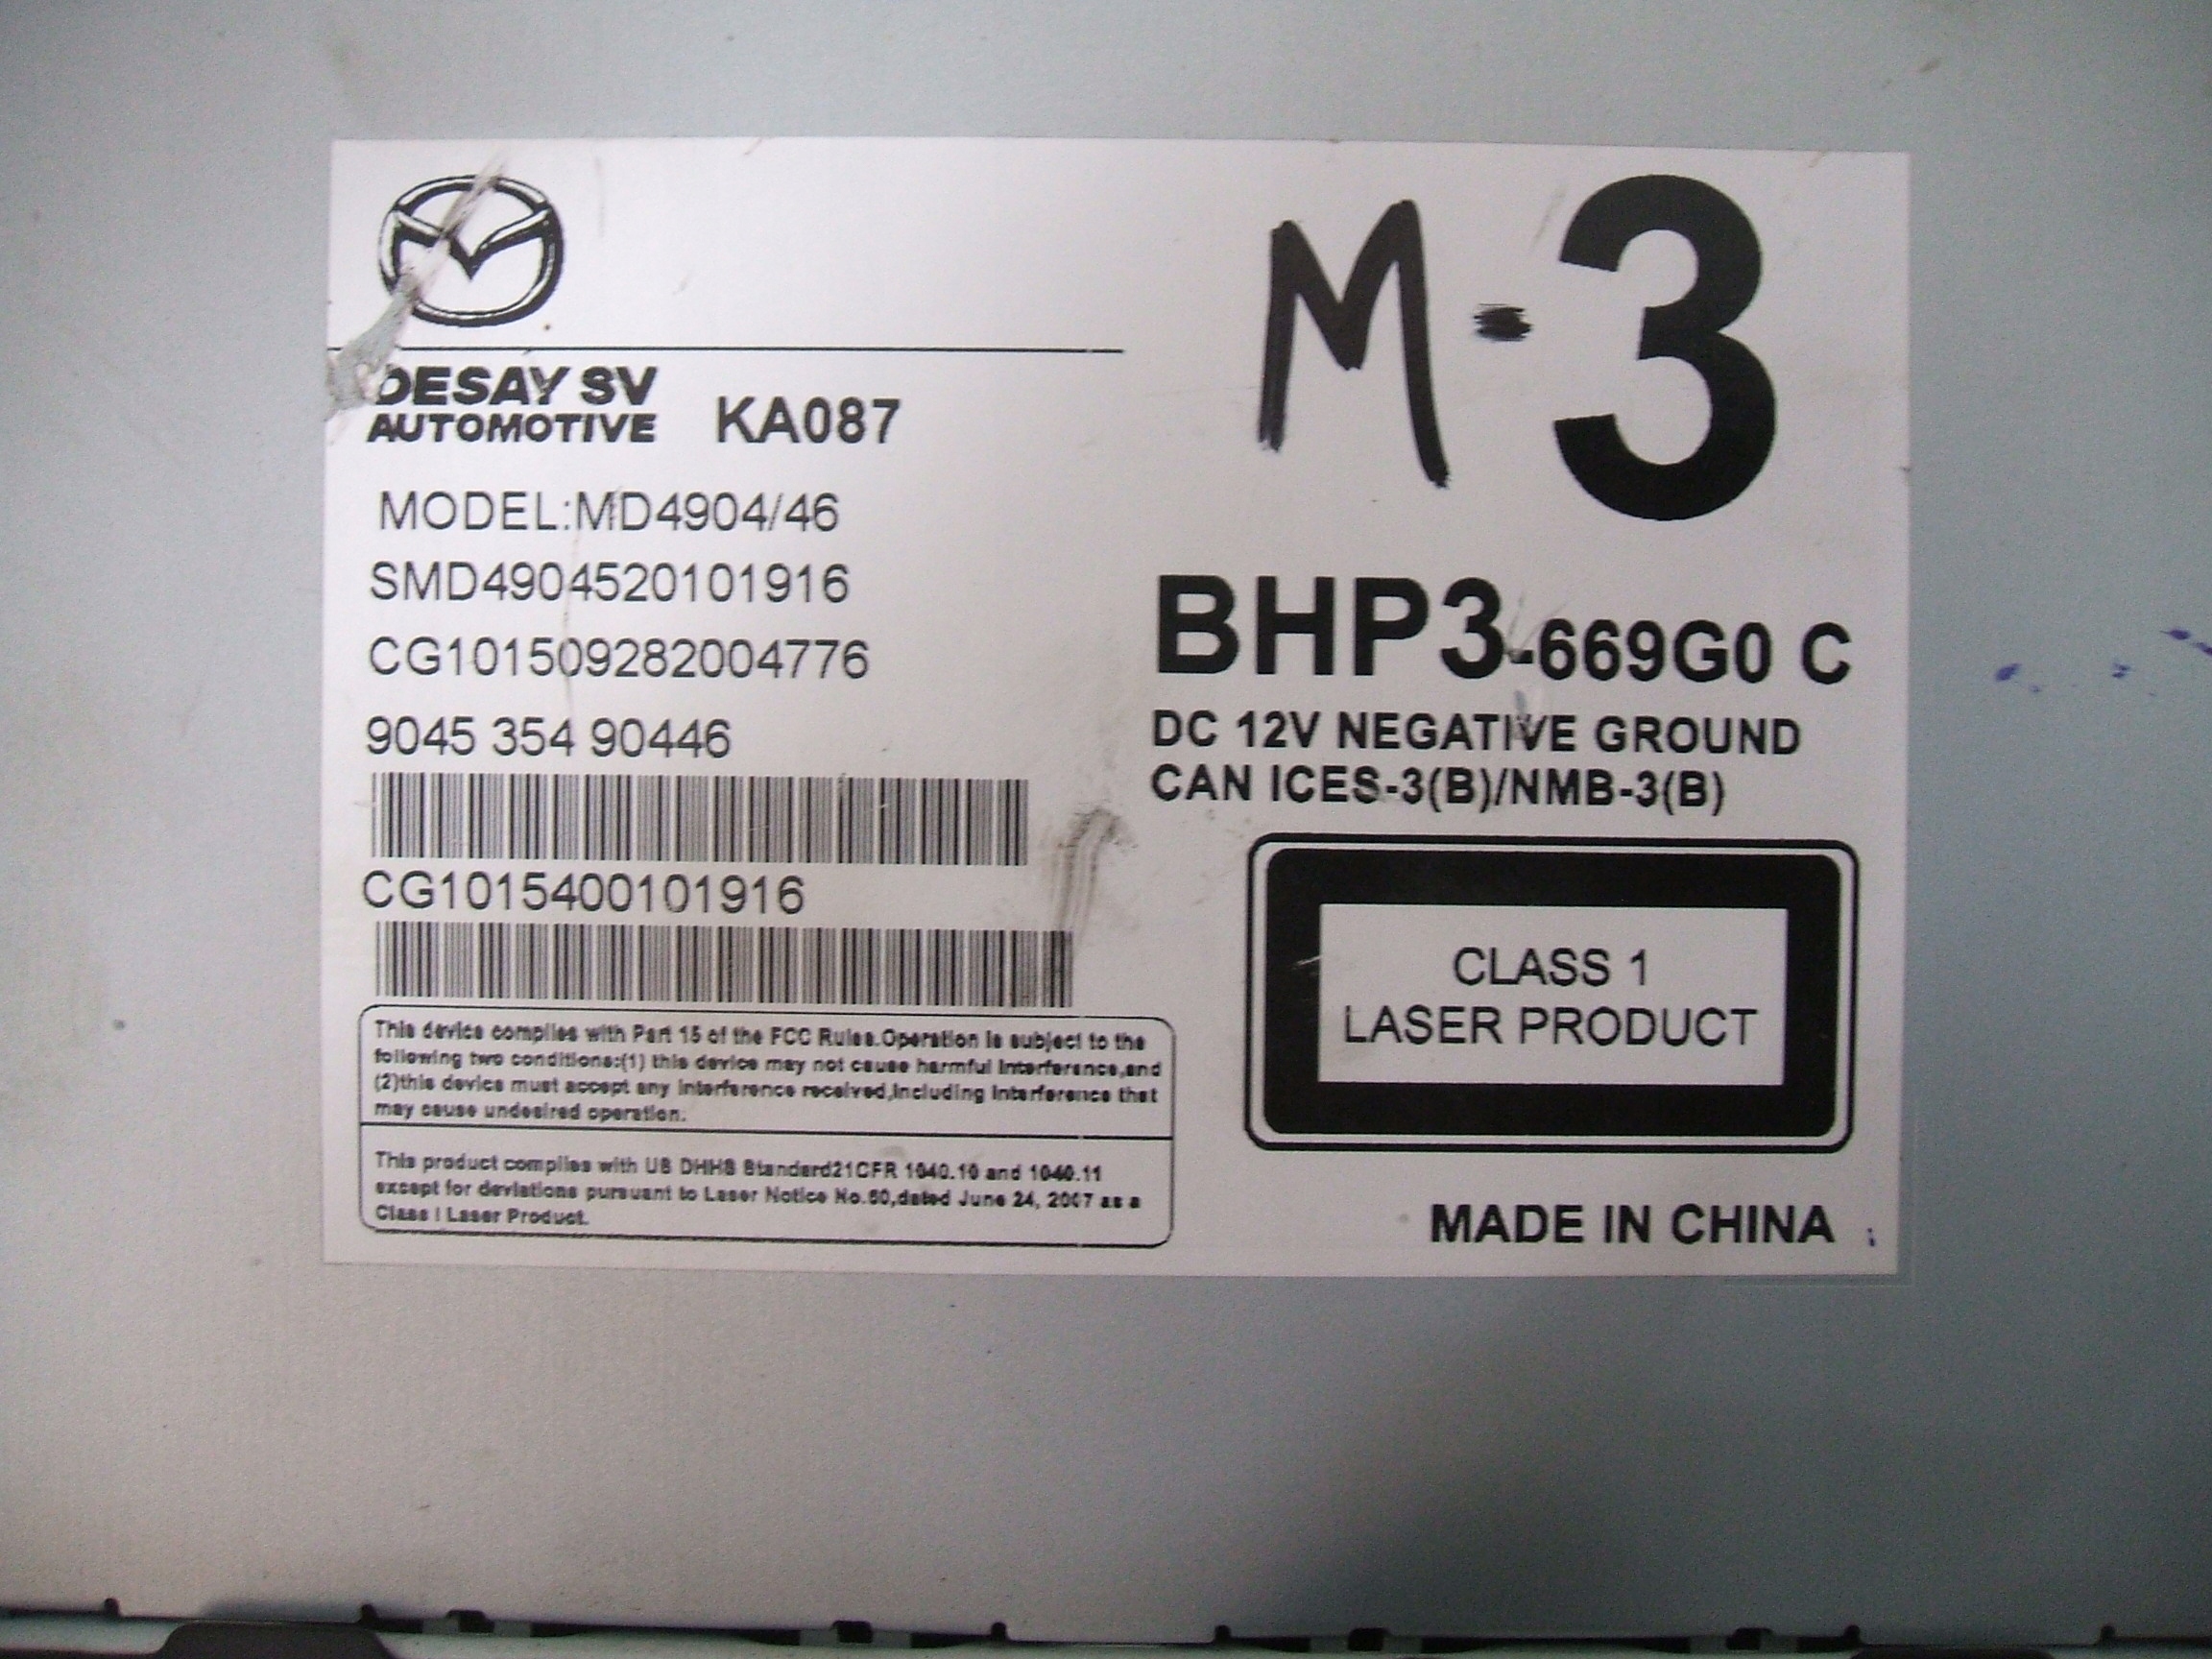 M-3
DESAY SV
AUTOMOTIVE KA087
MODEL:MD4904/46
SMD4904520101916
CG101509282004776
9045 354 90446
CG1015400101916
This device complies with Part 15 of the FCC Rules.Operation is subject to the
following two conditions:(1) this device may not cause harmful interference,and
(2)this device must accept any interference received,including interference that
may cause undesired operation.
This product complies with US DHHS Standard21CFR 1040.10 and 1040.11
except for deviations pursuant to Laser Notice No.50,dated June 24, 2007 as a
Class I Laser Product.
BHP3-669G0 C
DC 12V NEGATIVE GROUND
CAN ICES-3(B)/NMB-3(B)
CLASS 1
LASER PRODUCT
MADE IN CHINA